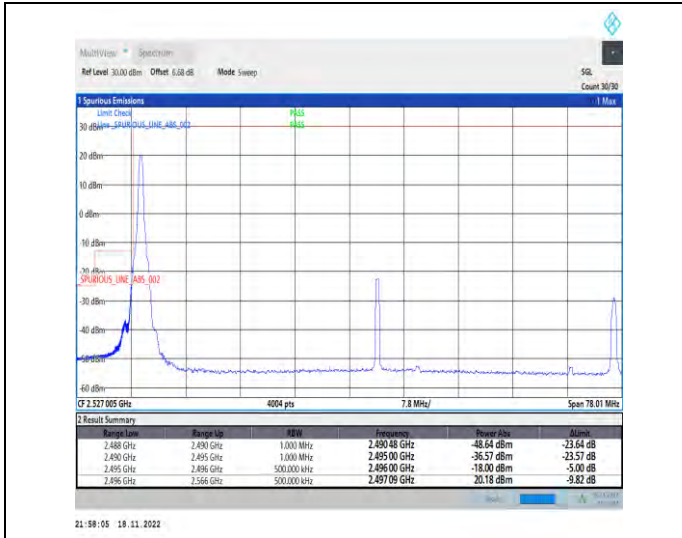 MultiView Spectrum
Ref Level 30.00 dBm Offset 6.68 dB Mode Sweep SGL
Count 30/30
1 Spurious Emissions 1 Max
Limit Check PASS
30 dBm Line _SPURIOUS_LINE_ABS_002 PASS
20 dBm
10 dBm
0 dBm
-10 dBm
-20 dBm
_SPURIOUS_LINE_ABS_002
-30 dBm
-40 dBm
-50 dBm
-60 dBm
CF 2.527 005 GHz 4004 pts 7.8 MHz/ Span 78.01 MHz
2 Result Summary
Range Low Range Up RBW Frequency Power Abs ΔLimit
2.488 GHz 2.490 GHz 1.000 MHz 2.490 48 GHz -48.64 dBm -23.64 dB
2.490 GHz 2.495 GHz 1.000 MHz 2.495 00 GHz -36.57 dBm -23.57 dB
2.495 GHz 2.496 GHz 500.000 kHz 2.496 00 GHz -18.00 dBm -5.00 dB
2.496 GHz 2.566 GHz 500.000 kHz 2.497 09 GHz 20.18 dBm -9.82 dB
21:58:05 18.11.2022